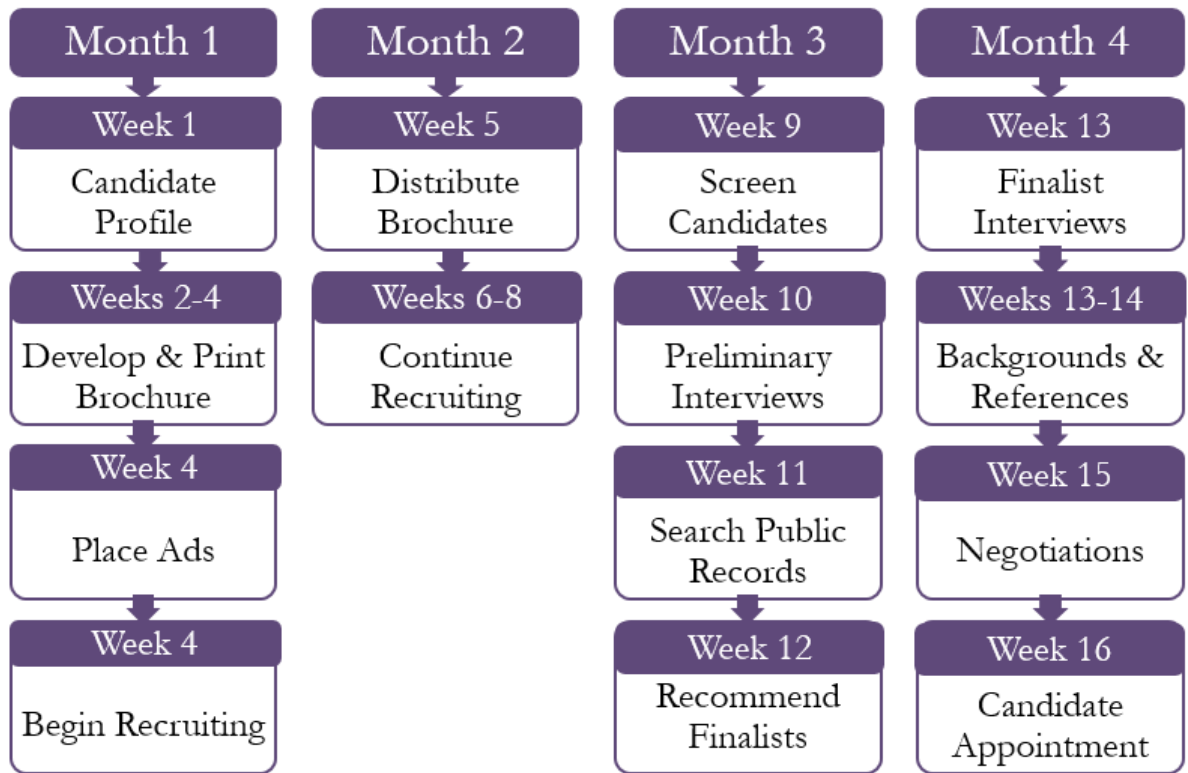 Month 1
Week 1
Candidate
Profile
Weeks 2-4
Develop & Print
Brochure
Week 4
Place Ads
Week 4
Begin Recruiting
Month 2
Week 5
Distribute
Brochure
Weeks 6-8
Continue
Recruiting
Month 3
Week 9
Screen
Candidates
Week 10
Preliminary
Interviews
Week 11
Search Public
Records
Week 12
Recommend
Finalists
Month 4
Week 13
Finalist
Interviews
Weeks 13-14
Backgrounds &
References
Week 15
Negotiations
Week 16
Candidate
Appointment